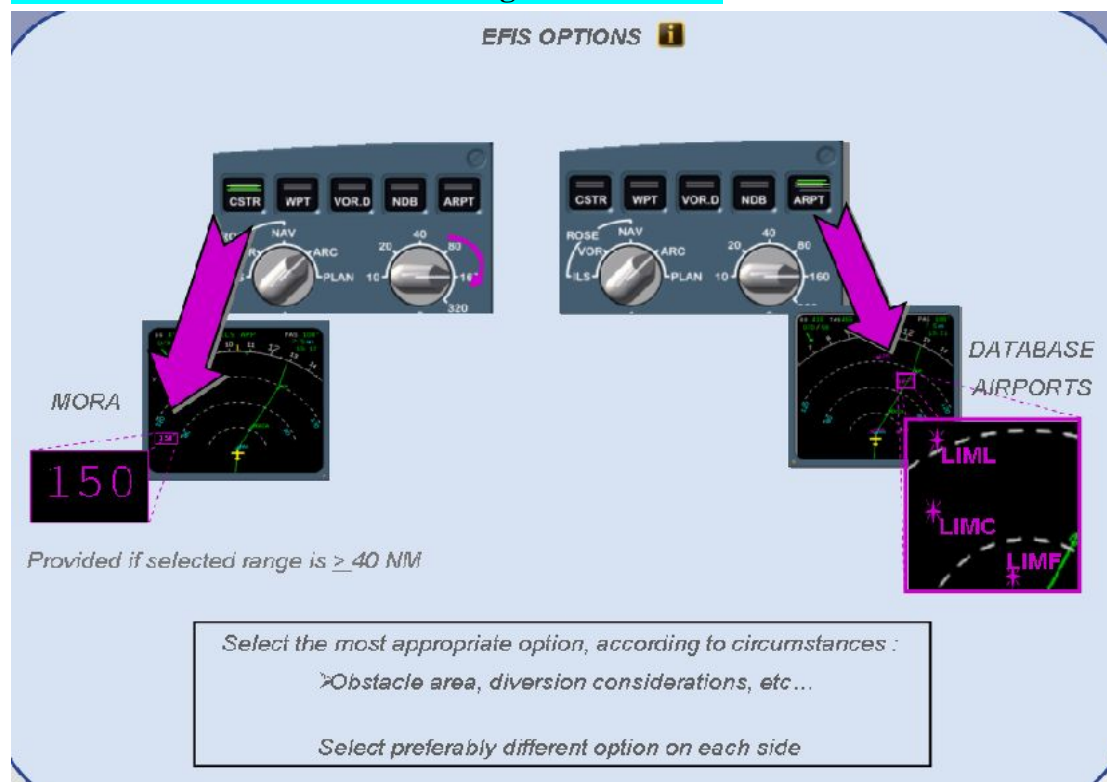 EFIS OPTIONS i
CSTR WPT VOR.D NDB ARPT
NAV
ARC
PLAN
10 20 40 80 320
CSTR WPT VOR.D NDB ARPT
ROSE NAV
VOR ARC
ILS PLAN
10 20 40 80 160
MORA
150
Provided if selected range is > 40 NM
DATABASE
AIRPORTS
LIML
LIMC
LIMF
Select the most appropriate option, according to circumstances :
➢Obstacle area, diversion considerations, etc...
Select preferably different option on each side